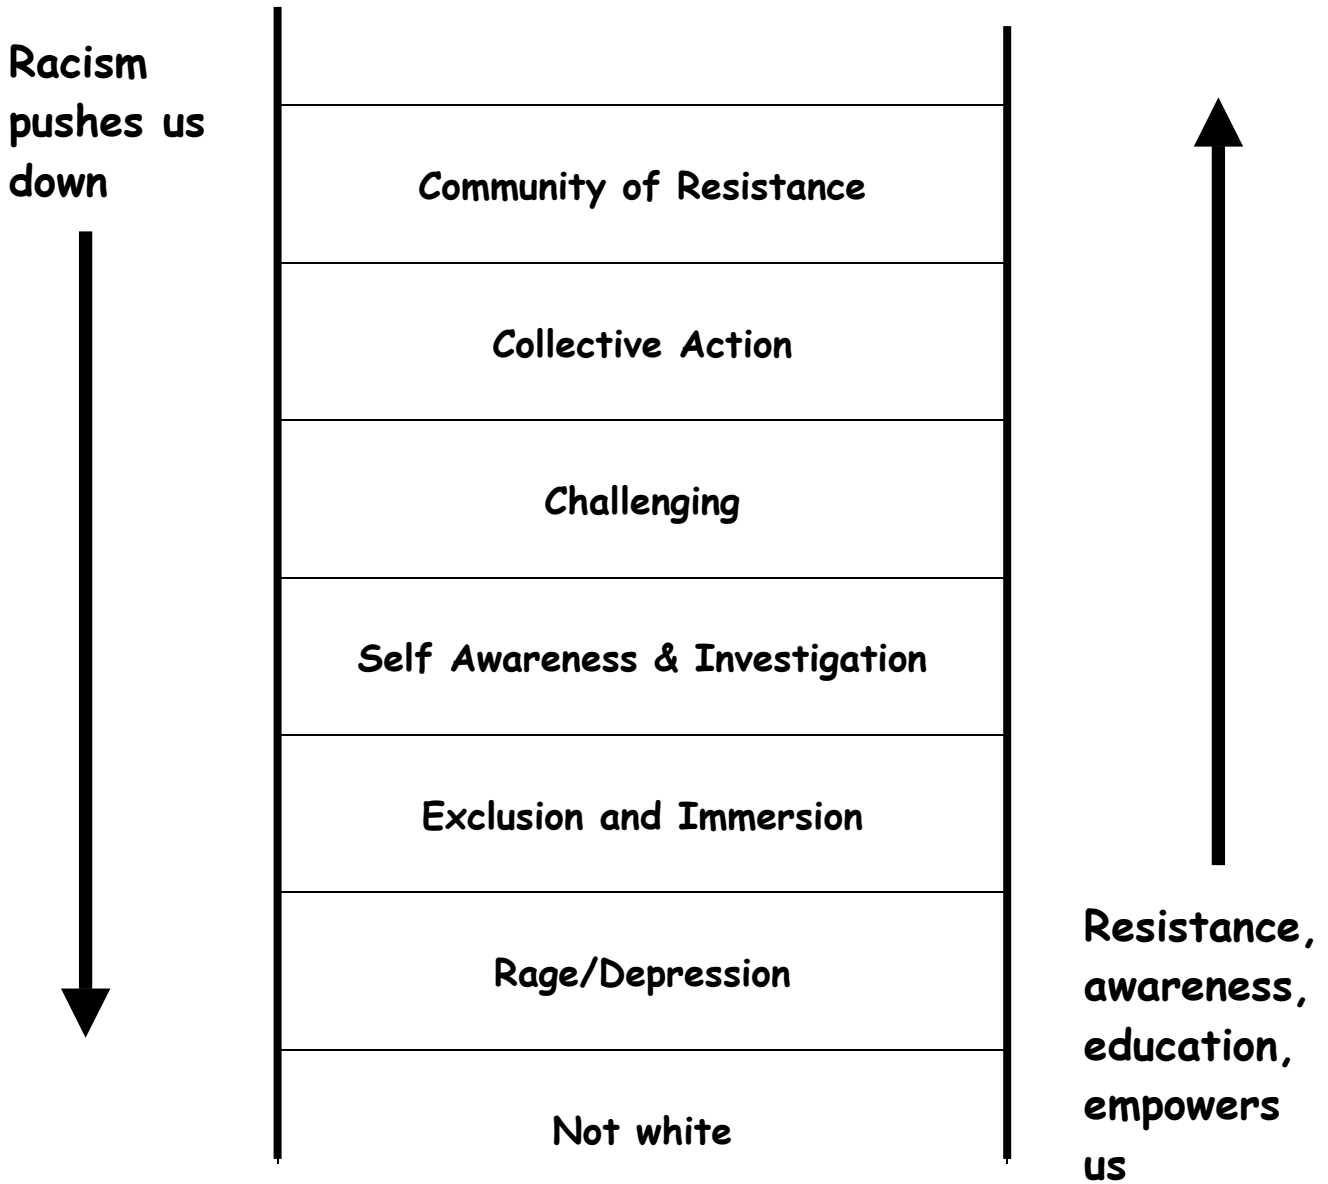 Racism
pushes us
down
Community of Resistance
Collective Action
Challenging
Self Awareness & Investigation
Exclusion and Immersion
Rage/Depression
Not white
Resistance,
awareness,
education,
empowers
us